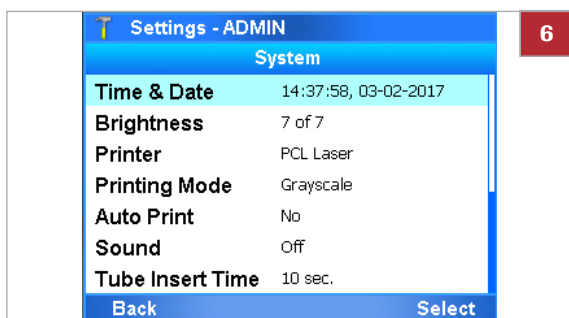 Settings - ADMIN
6
System
Time & Date 14:37:58, 03-02-2017
Brightness 7 of 7
Printer PCL Laser
Printing Mode Grayscale
Auto Print No
Sound Off
Tube Insert Time 10 sec.
Back Select